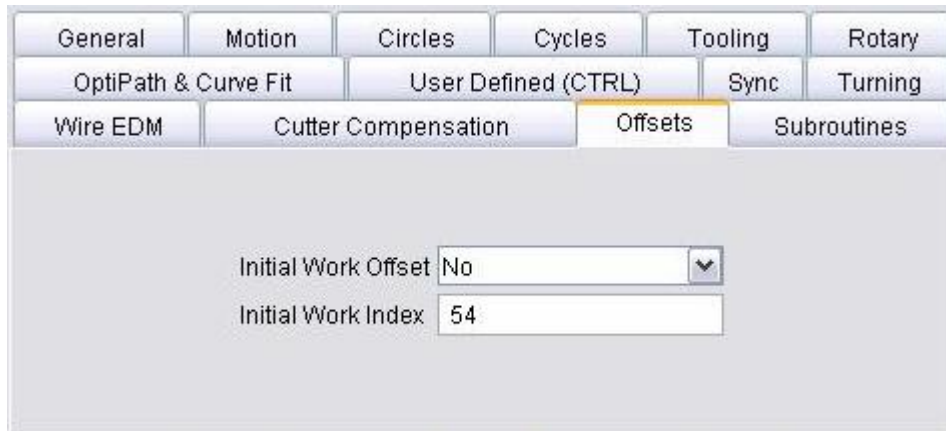 General Motion Circles Cycles Tooling Rotary
OptiPath & Curve Fit User Defined (CTRL) Sync Turning
Wire EDM Cutter Compensation Offsets Subroutines
Initial Work Offset No
Initial Work Index 54